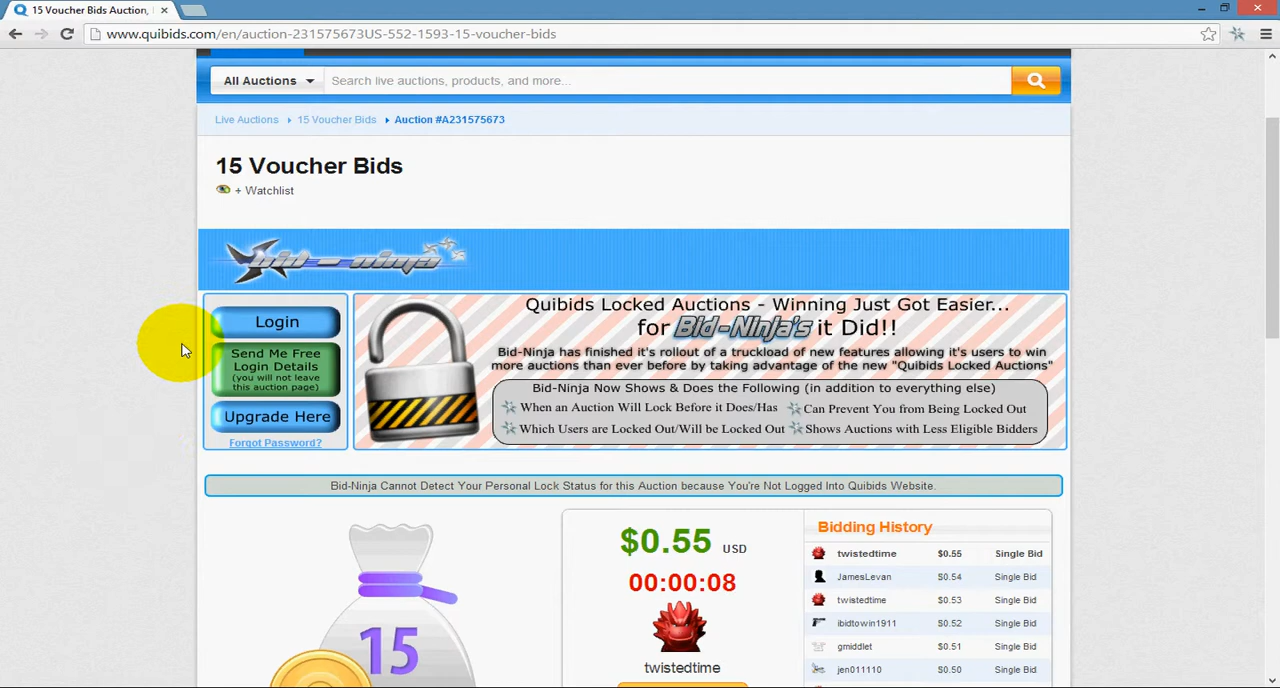 15 Voucher Bids Auction,
www.quibids.com/en/auction-231575673US-552-1593-15-voucher-bids
All Auctions Search live auctions, products, and more...
Live Auctions 15 Voucher Bids Auction #A231575673
15 Voucher Bids
+ Watchlist
bid-ninja
Login
Send Me Free
Login Details
(you will not leave
this auction page)
Upgrade Here
Forgot Password?
Quibids Locked Auctions - Winning Just Got Easier...
for Bid-Ninja's it Did!!
Bid-Ninja has finished it's rollout of a truckload of new features allowing it's users to win
more auctions than ever before by taking advantage of the new "Quibids Locked Auctions"
Bid-Ninja Now Shows & Does the Following (in addition to everything else)
When an Auction Will Lock Before it Does/Has Can Prevent You from Being Locked Out
Which Users are Locked Out/Will be Locked Out Shows Auctions with Less Eligible Bidders
Bid-Ninja Cannot Detect Your Personal Lock Status for this Auction because You're Not Logged Into Quibids Website.
15
$0.55 USD
00:00:08
twistedtime
Bidding History
twistedtime $0.55 Single Bid
JamesLevan $0.54 Single Bid
twistedtime $0.53 Single Bid
ibidtowin1911 $0.52 Single Bid
gmiddlet $0.51 Single Bid
jen011110 $0.50 Single Bid